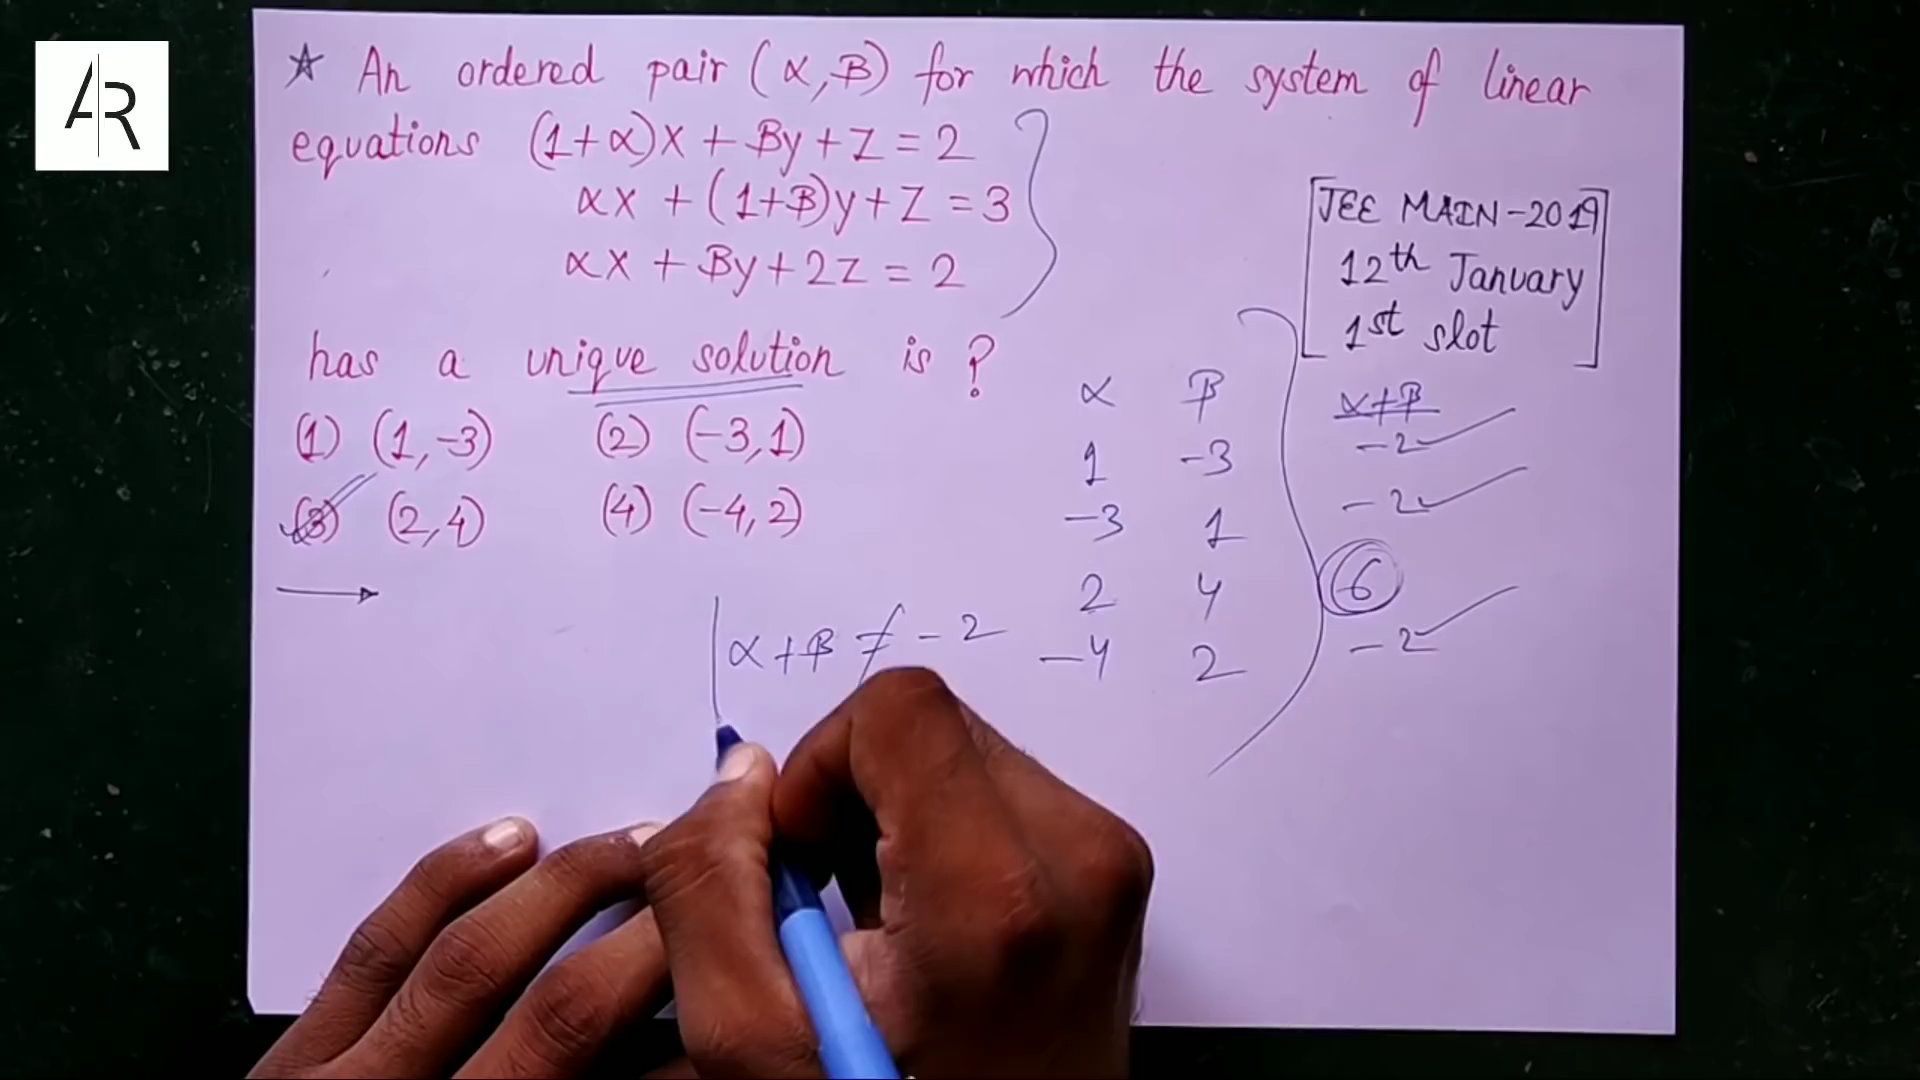 AR
☆ An ordered pair (α, β) for which the system of linear
equations (1+α)x + βy + z = 2
αx + (1+β)y + z = 3
αx + βy + 2z = 2
has a unique solution is ?
(1) (1, -3) (2) (-3, 1)
(3) (2, 4) (4) (-4, 2)
[JEE MAIN-2019
12th January
1st slot]
α β α+β
1 -3 -2
-3 1 -2
2 4 6
-4 2 -2
α + β ≠ -2